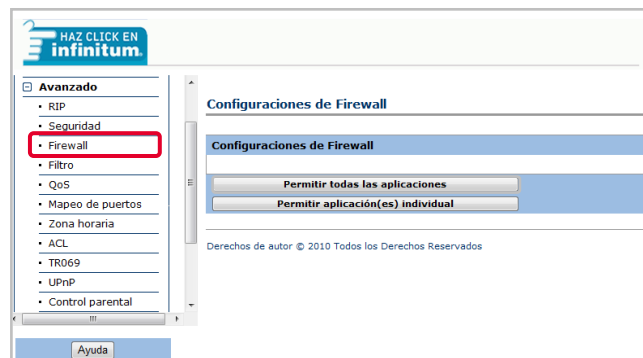 HAZ CLICK EN
infinitum.
Avanzado
RIP
Seguridad
Firewall
Filtro
QoS
Mapeo de puertos
Zona horaria
ACL
TR069
UPnP
Control parental
Ayuda
Configuraciones de Firewall
Configuraciones de Firewall
Permitir todas las aplicaciones
Permitir aplicación(es) individual
Derechos de autor © 2010 Todos los Derechos Reservados